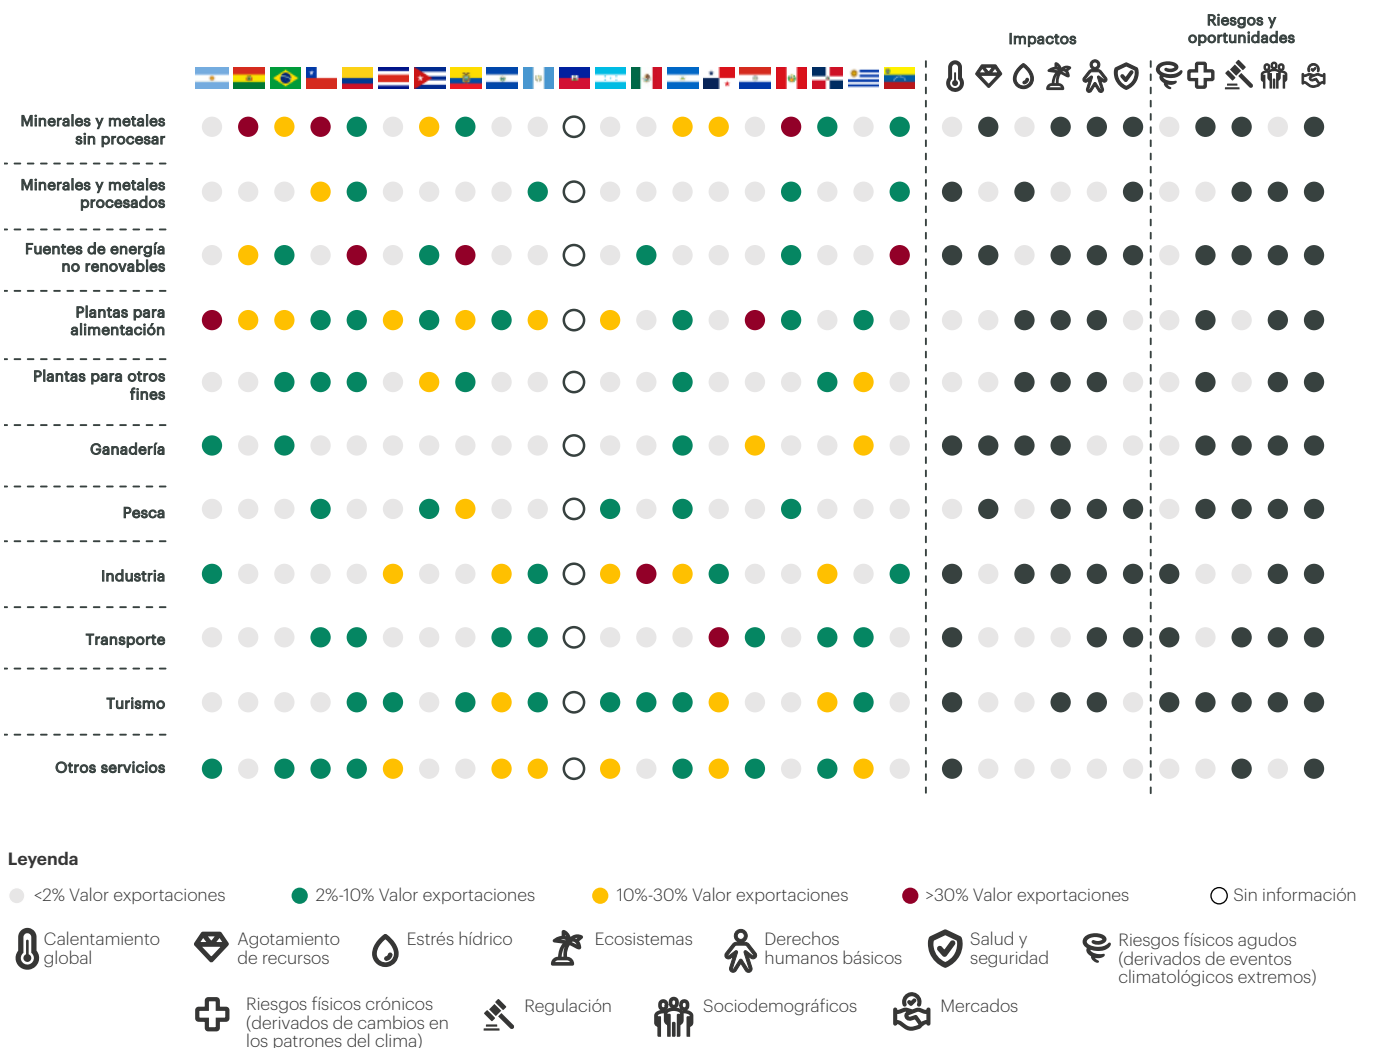 Riesgos y
oportunidades
Impactos
Minerales y metales
sin procesar
Minerales y metales
procesados
Fuentes de energía
no renovables
Plantas para
alimentación
Plantas para otros
fines
Ganadería
Pesca
Industria
Transporte
Turismo
Otros servicios
Leyenda
<2% Valor exportaciones
2%-10% Valor exportaciones
10%-30% Valor exportaciones
>30% Valor exportaciones
Sin información
Calentamiento
global
Agotamiento
de recursos
Estrés hídrico
Ecosistemas
Derechos
humanos básicos
Salud y
seguridad
Riesgos físicos agudos
(derivados de eventos
climatológicos extremos)
Riesgos físicos crónicos
(derivados de cambios en
los patrones del clima)
Regulación
Sociodemográficos
Mercados